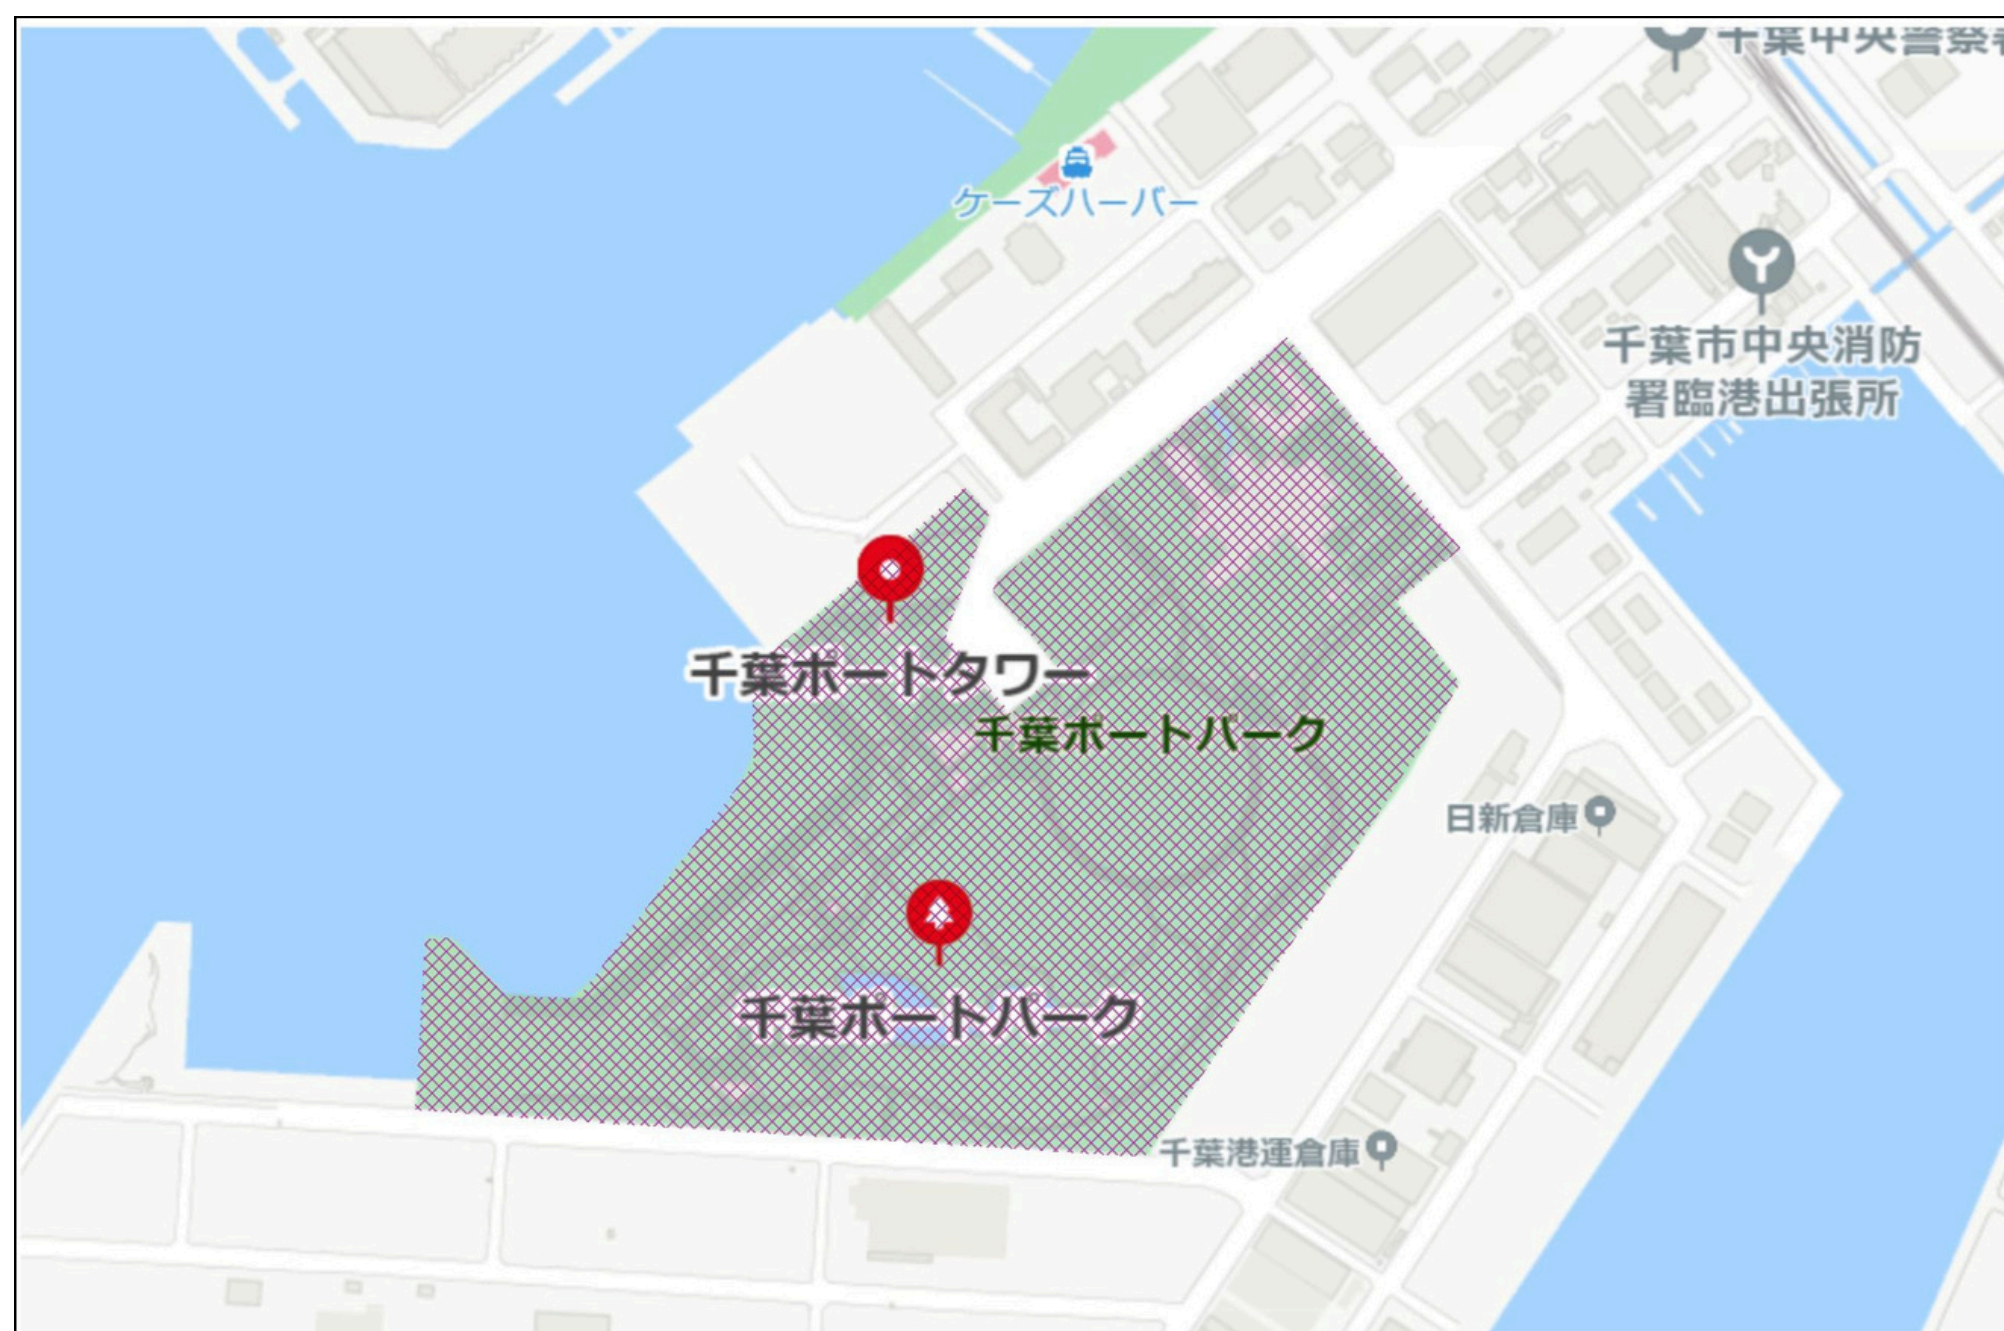 千葉中央警察署
ケーズハーバー
千葉市中央消防
署臨港出張所
千葉ポートタワー
千葉ポートパーク
日新倉庫
千葉ポートパーク
千葉港運倉庫